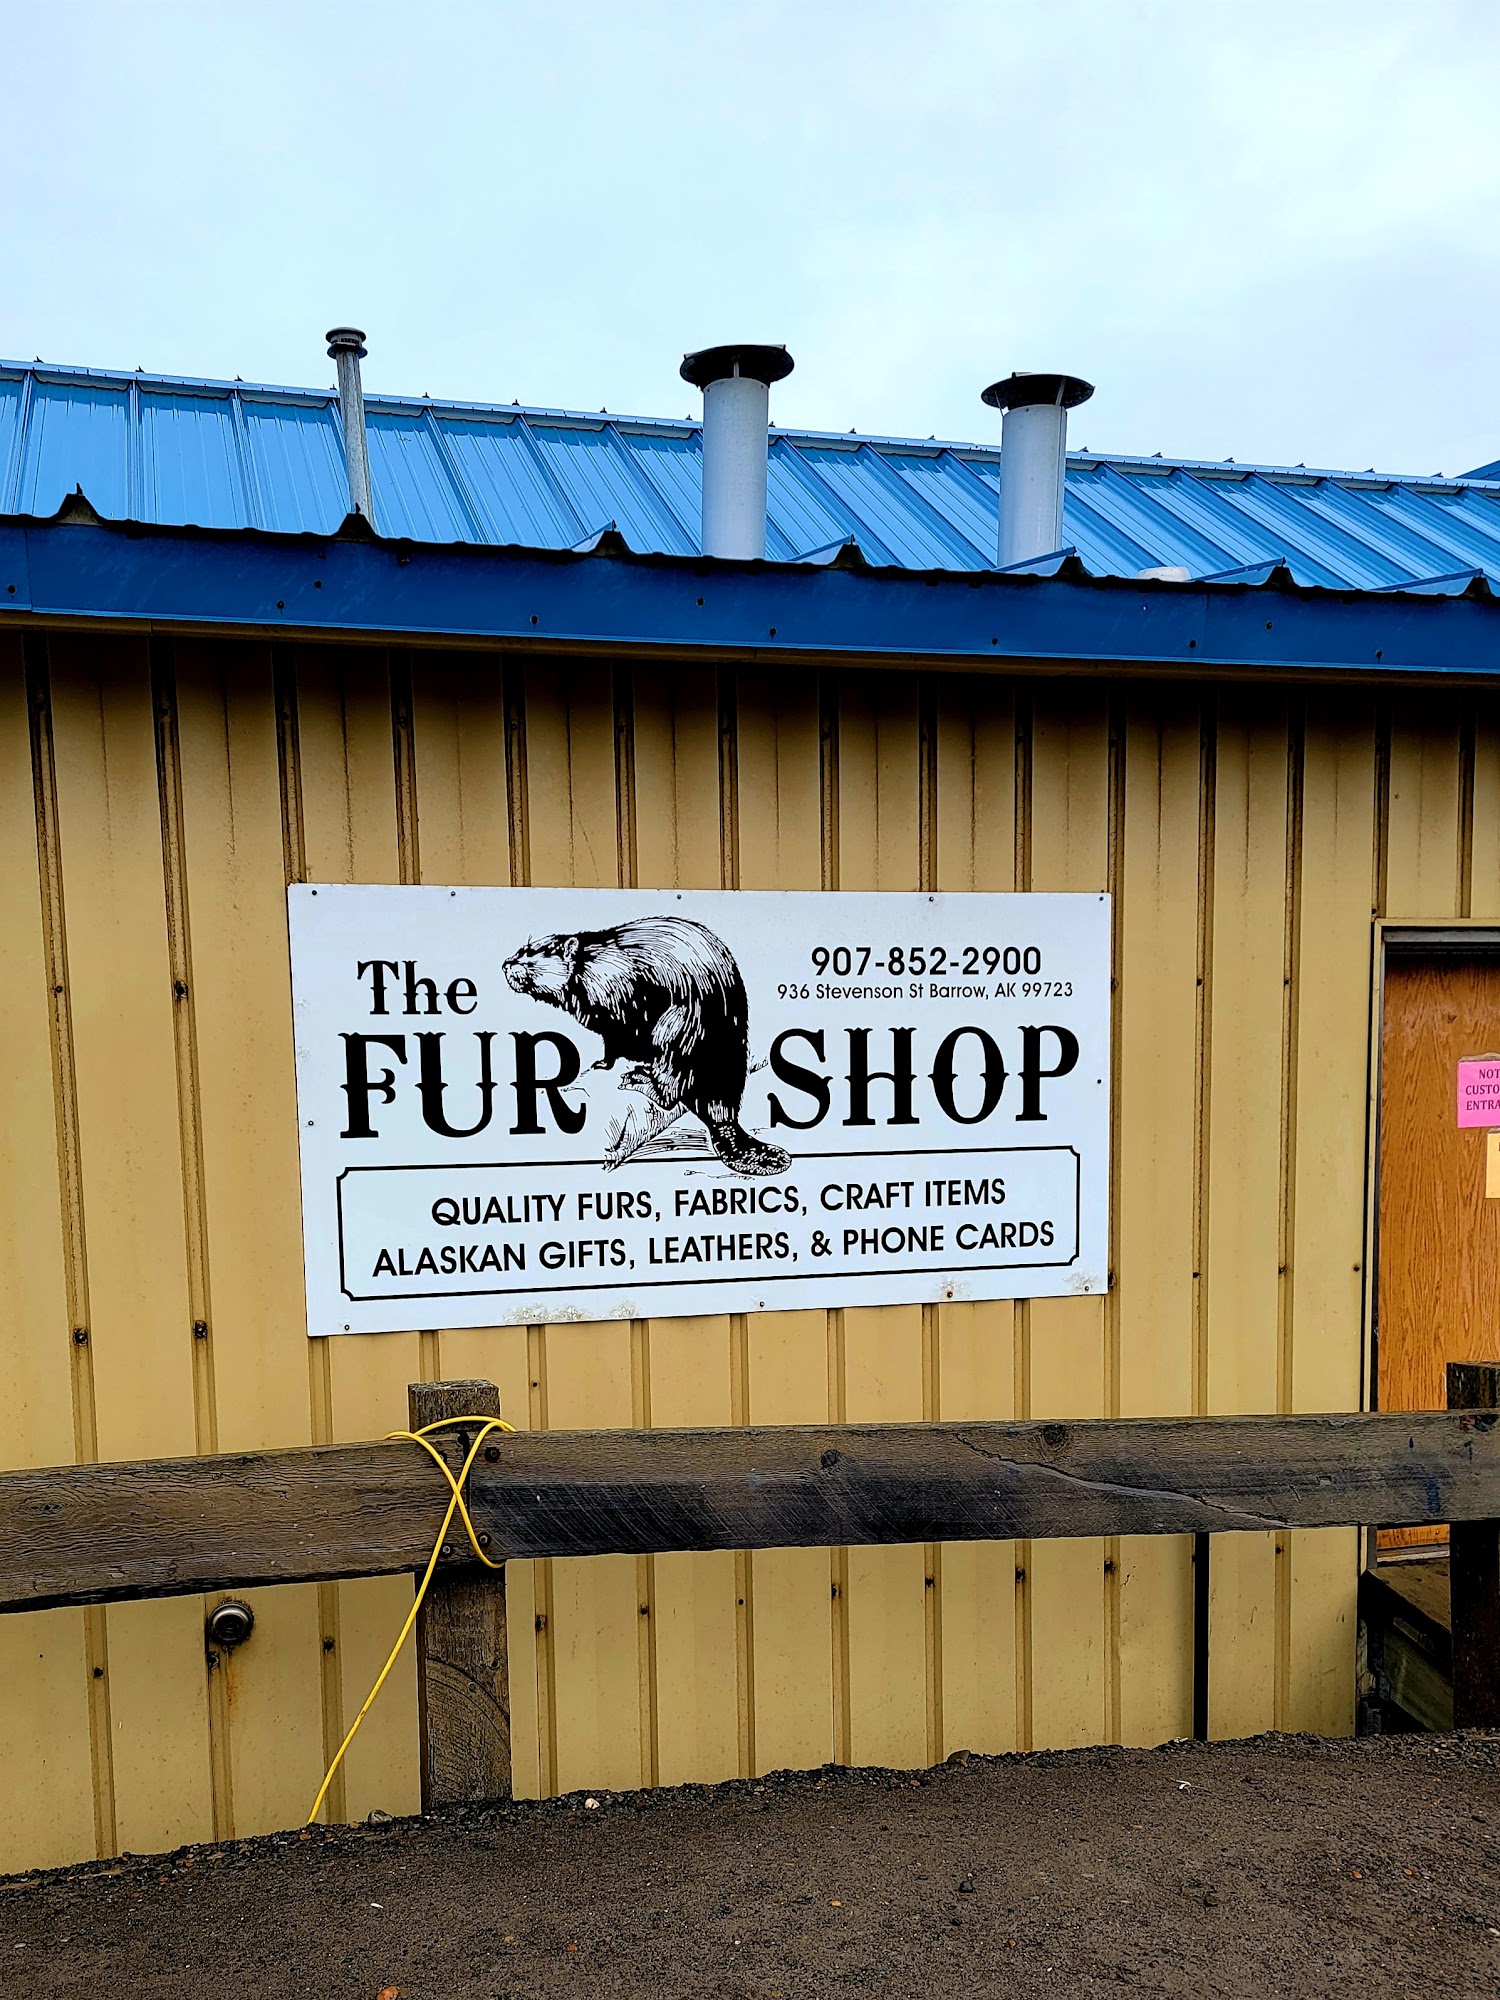 The
FUR SHOP
907-852-2900
936 Stevenson St Barrow, AK 99723
QUALITY FURS, FABRICS, CRAFT ITEMS
ALASKAN GIFTS, LEATHERS, & PHONE CARDS
NOT